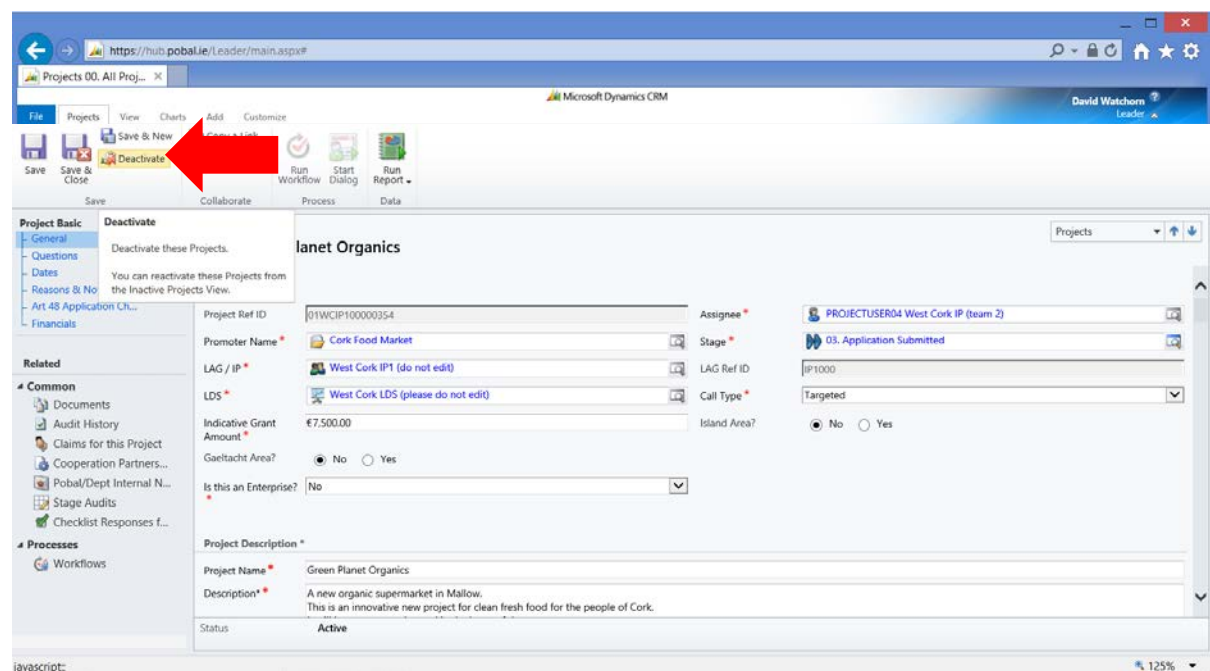 https://hub.pobal.ie/Leader/main.aspx#
Projects 00. All Proj...
Microsoft Dynamics CRM
David Watchorn
Leader
File Projects View Charts Add Customize
Save
Save & Close
Save & New
Deactivate
Run Workflow
Start Dialog
Run Report
Save Collaborate Process Data
Deactivate
Deactivate these Projects.
You can reactivate these Projects from
the Inactive Projects View.
Project Basic
General
Questions
Dates
Reasons & No
Art 48 Application Ch...
Financials
Related
Common
Documents
Audit History
Claims for this Project
Cooperation Partners...
Pobal/Dept Internal N...
Stage Audits
Checklist Responses f...
Processes
Workflows
lanet Organics
Projects
Project Ref ID 01WCIP100000354 Assignee* PROJECTUSER04 West Cork IP (team 2)
Promoter Name* Cork Food Market Stage* 03. Application Submitted
LAG / IP* West Cork IP1 (do not edit) LAG Ref ID IP1000
LDS* West Cork LDS (please do not edit) Call Type* Targeted
Indicative Grant Amount* €7,500.00 Island Area? No Yes
Gaeltacht Area? No Yes
Is this an Enterprise?* No
Project Description *
Project Name* Green Planet Organics
Description* * A new organic supermarket in Mallow.
This is an innovative new project for clean fresh food for the people of Cork.
Status Active
javascript:;
125%